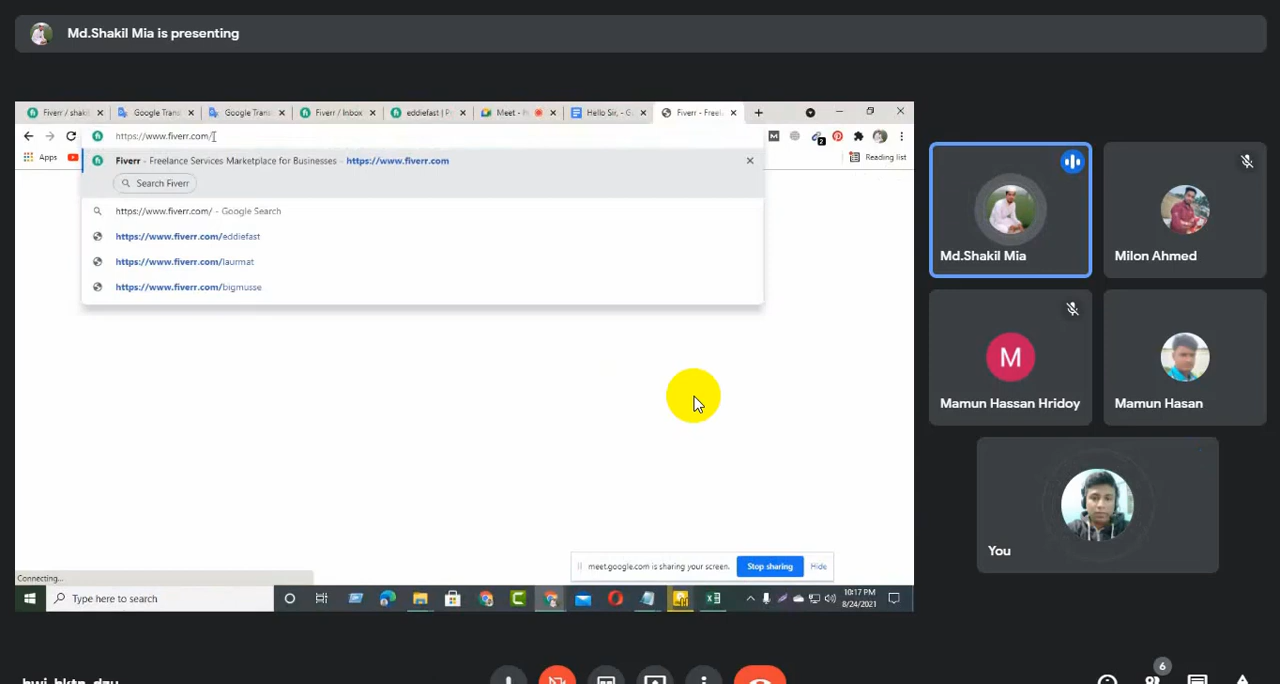 Md.Shakil Mia is presenting
Fiverr / shaki
Google Trans
Google Trans
Fiverr / Inbox
eddiefast | P
Meet -
Hello Sir, - G
Fiverr - Freel
https://www.fiverr.com/
Apps
Reading list
Fiverr - Freelance Services Marketplace for Businesses - https://www.fiverr.com
Search Fiverr
https://www.fiverr.com/ - Google Search
https://www.fiverr.com/eddiefast
https://www.fiverr.com/laurmat
https://www.fiverr.com/bigmusse
Md.Shakil Mia
Milon Ahmed
M
Mamun Hassan Hridoy
Mamun Hasan
You
meet.google.com is sharing your screen.
Stop sharing
Hide
Connecting...
Type here to search
10:17 PM
8/24/2021
6